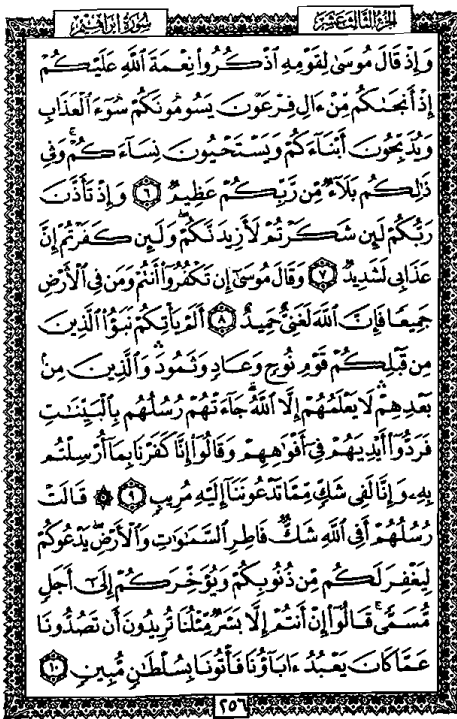 الجزء الثالث عشر
سورة إبراهيم
وَإِذْ قَالَ مُوسَىٰ لِقَوْمِهِ ٱذْكُرُوا۟ نِعْمَةَ ٱللَّهِ عَلَيْكُمْ
إِذْ أَنجَىٰكُم مِّنْ ءَالِ فِرْعَوْنَ يَسُومُونَكُمْ سُوٓءَ ٱلْعَذَابِ
وَيُذَبِّحُونَ أَبْنَآءَكُمْ وَيَسْتَحْيُونَ نِسَآءَكُمْ ۚ وَفِى
ذَٰلِكُم بَلَآءٌ مِّن رَّبِّكُمْ عَظِيمٌ ٦ وَإِذْ تَأَذَّنَ
رَبُّكُمْ لَئِن شَكَرْتُمْ لَأَزِيدَنَّكُمْ ۖ وَلَئِن كَفَرْتُمْ إِنَّ
عَذَابِى لَشَدِيدٌ ٧ وَقَالَ مُوسَىٰٓ إِن تَكْفُرُوٓا۟ أَنتُمْ وَمَن فِى ٱلْأَرْضِ
جَمِيعًا فَإِنَّ ٱللَّهَ لَغَنِىٌّ حَمِيدٌ ٨ أَلَمْ يَأْتِكُمْ نَبَؤُا۟ ٱلَّذِينَ
مِن قَبْلِكُمْ قَوْمِ نُوحٍ وَعَادٍ وَثَمُودَ ۛ وَٱلَّذِينَ مِنۢ
بَعْدِهِمْ ۛ لَا يَعْلَمُهُمْ إِلَّا ٱللَّهُ ۚ جَآءَتْهُمْ رُسُلُهُم بِٱلْبَيِّنَٰتِ
فَرَدُّوٓا۟ أَيْدِيَهُمْ فِىٓ أَفْوَٰهِهِمْ وَقَالُوٓا۟ إِنَّا كَفَرْنَا بِمَآ أُرْسِلْتُم
بِهِۦ وَإِنَّا لَفِى شَكٍّ مِّمَّا تَدْعُونَنَآ إِلَيْهِ مُرِيبٍ ٩ ۞ قَالَتْ
رُسُلُهُمْ أَفِى ٱللَّهِ شَكٌّ فَاطِرِ ٱلسَّمَٰوَٰتِ وَٱلْأَرْضِ ۖ يَدْعُوكُمْ
لِيَغْفِرَ لَكُم مِّن ذُنُوبِكُمْ وَيُؤَخِّرَكُمْ إِلَىٰٓ أَجَلٍ
مُّسَمًّى ۚ قَالُوٓا۟ إِنْ أَنتُمْ إِلَّا بَشَرٌ مِّثْلُنَا تُرِيدُونَ أَن تَصُدُّونَا
عَمَّا كَانَ يَعْبُدُ ءَابَآؤُنَا فَأْتُونَا بِسُلْطَٰنٍ مُّبِينٍ ١٠
٢٥٦